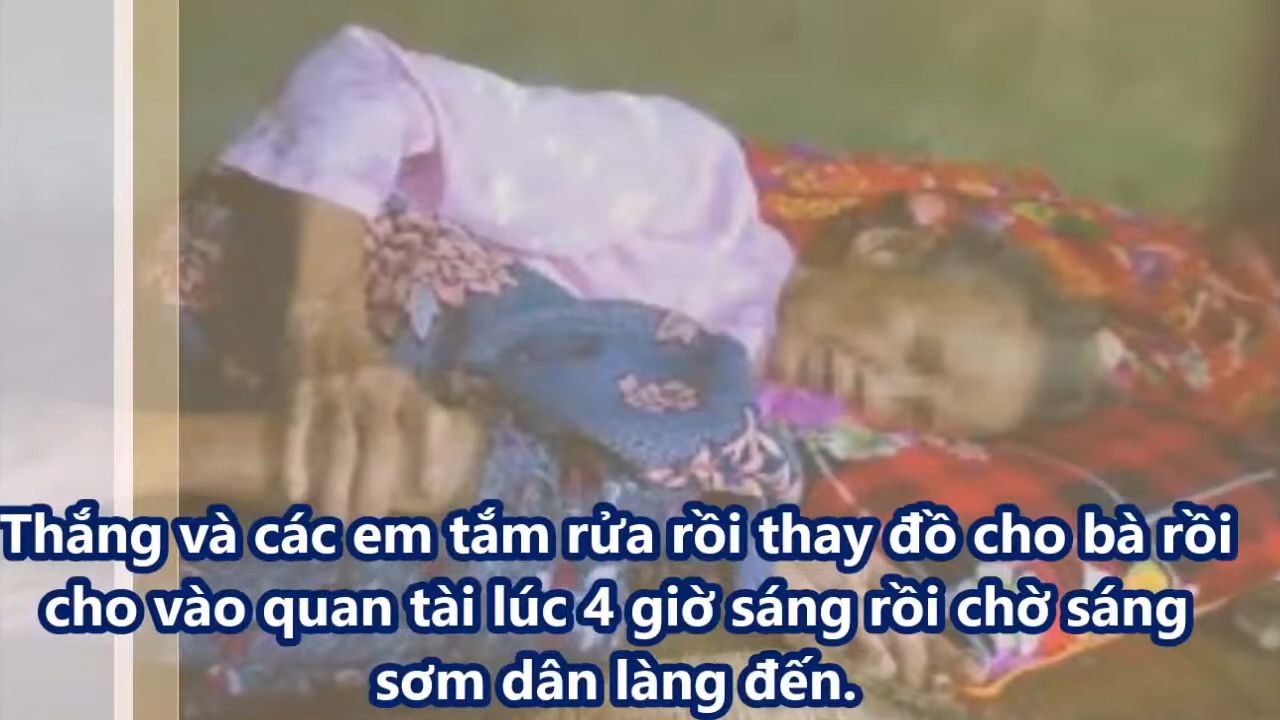 Thắng và các em tắm rửa rồi thay đồ cho bà rồi
cho vào quan tài lúc 4 giờ sáng rồi chờ sáng
sơm dân làng đến.